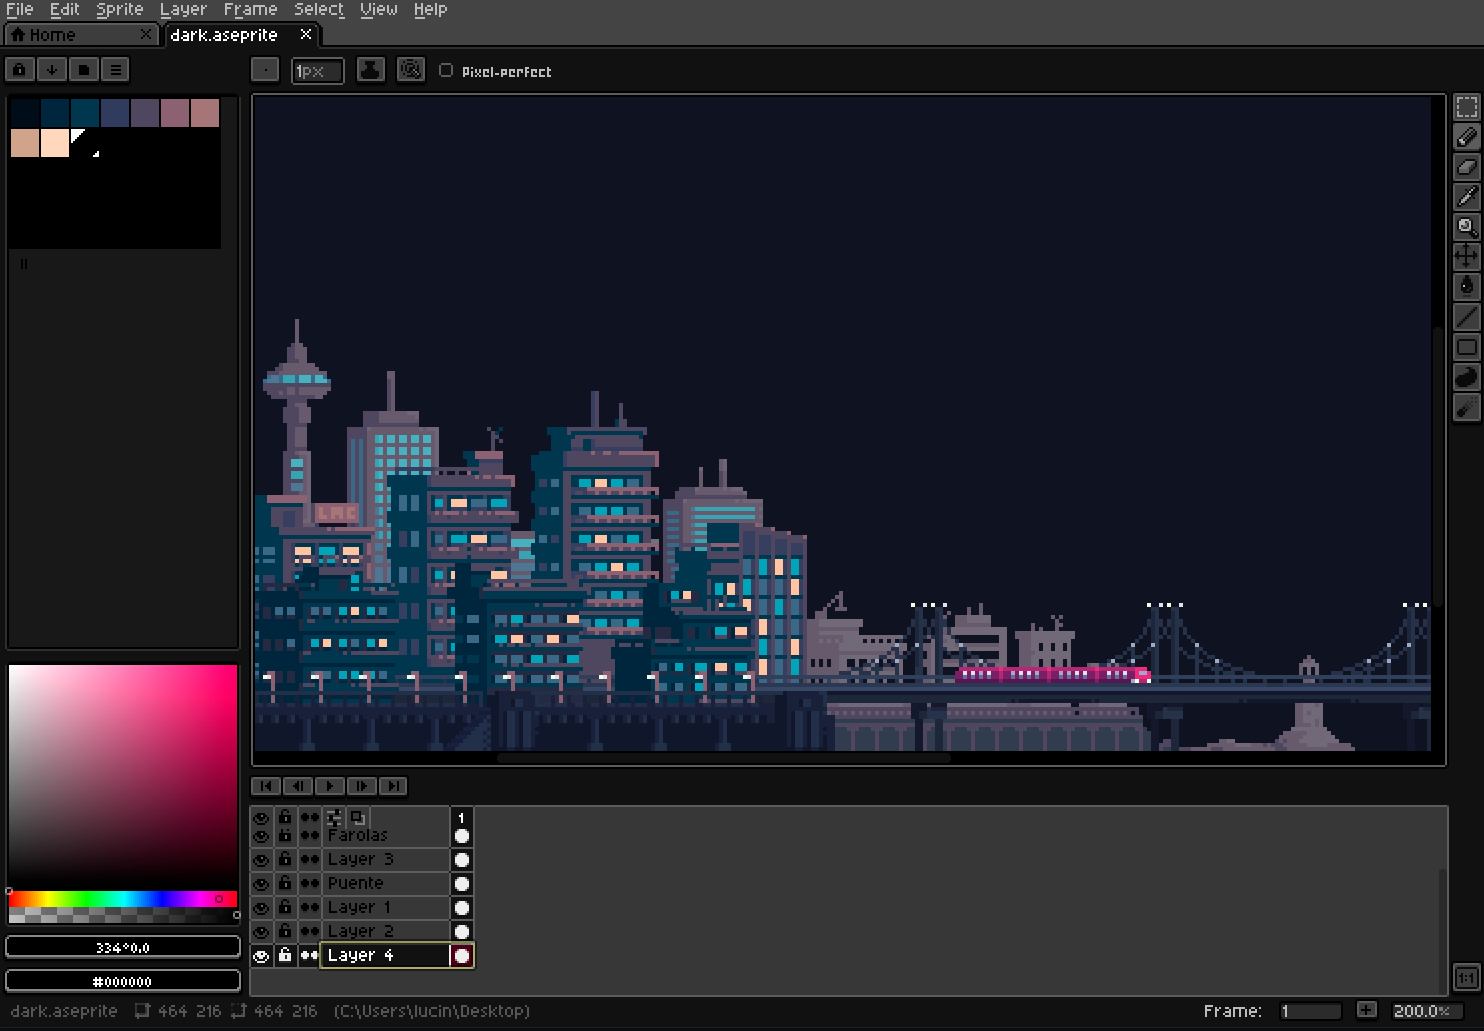 File Edit Sprite Layer Frame Select View Help
Home
dark.aseprite
1px
Pixel-perfect
LMC
1
Farolas
Layer 3
Puente
Layer 1
Layer 2
Layer 4
334°0.0
#000000
1:1
dark.aseprite 464 216 464 216 (C:\Users\lucin\Desktop)
Frame: 1 200.0%